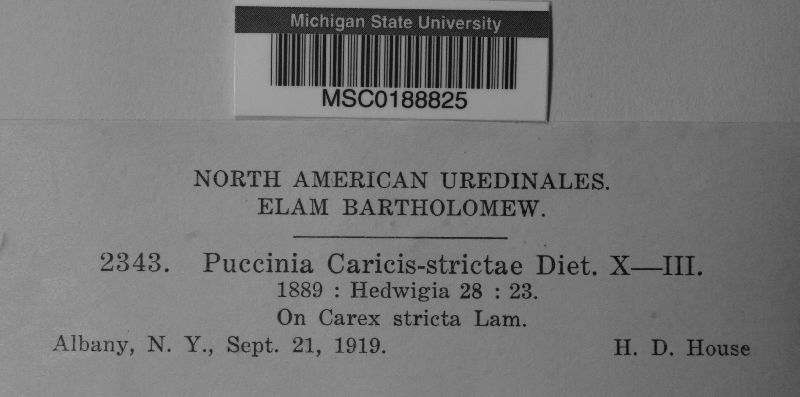 Michigan State University
MSC0188825
NORTH AMERICAN UREDINALES.
ELAM BARTHOLOMEW.
2343. Puccinia Caricis-strictae Diet. X—III.
1889 : Hedwigia 28 : 23.
On Carex stricta Lam.
Albany, N. Y., Sept. 21, 1919. H. D. House